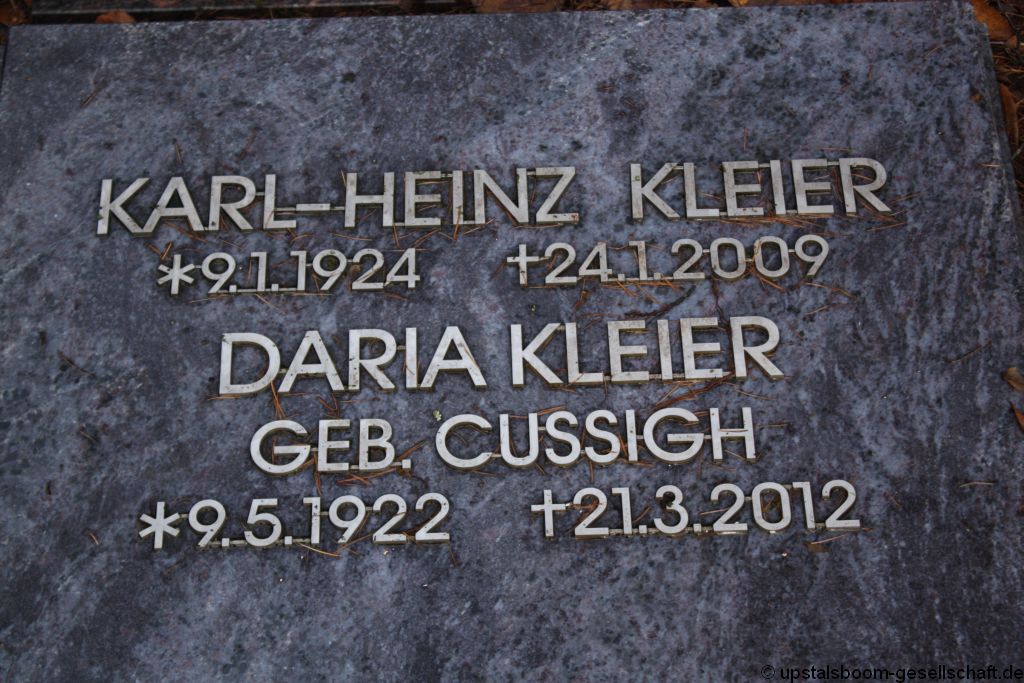 KARL-HEINZ KLEIER
*9.1.1924 †24.1.2009
DARIA KLEIER
GEB. CUSSIGH
*9.5.1922 †21.3.2012
© upstalsboom-gesellschaft.de